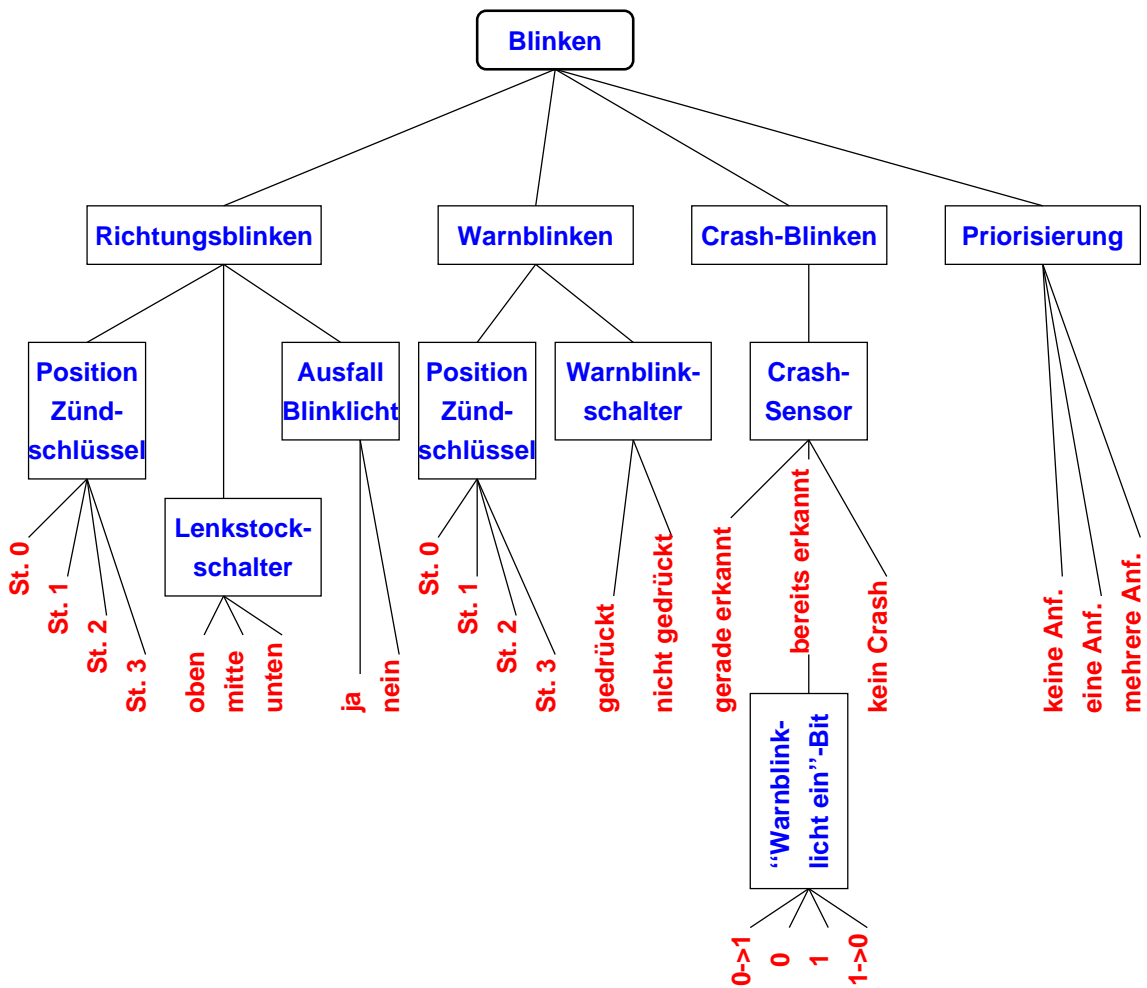 Blinken
Richtungsblinken
Warnblinken
Crash-Blinken
Priorisierung
Position
Zünd-
schlüssel
Ausfall
Blinklicht
Position
Zünd-
schlüssel
Warnblink-
schalter
Crash-
Sensor
Lenkstock-
schalter
St. 0
St. 1
St. 2
St. 3
oben
mitte
unten
ja
nein
St. 0
St. 1
St. 2
St. 3
gedrückt
nicht gedrückt
gerade erkannt
bereits erkannt
kein Crash
keine Anf.
eine Anf.
mehrere Anf.
“Warnblink-
licht ein”-Bit
0->1
0
1
1->0